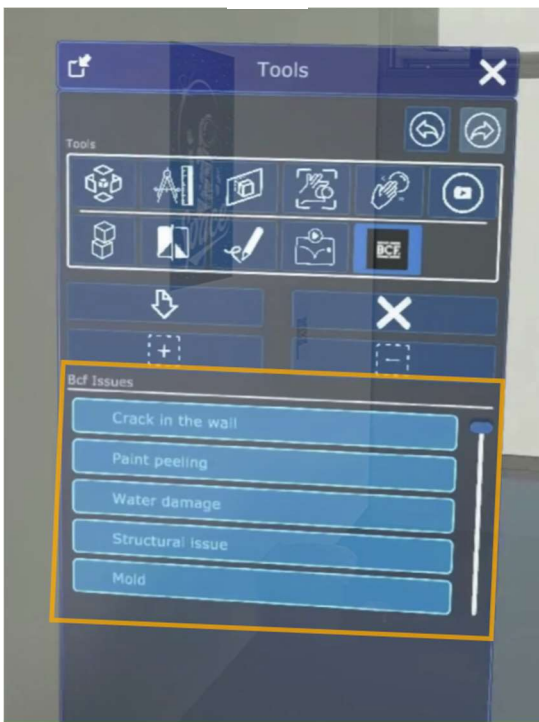 Tools
Tools
BCF
Bcf Issues
Crack in the wall
Paint peeling
Water damage
Structural issue
Mold